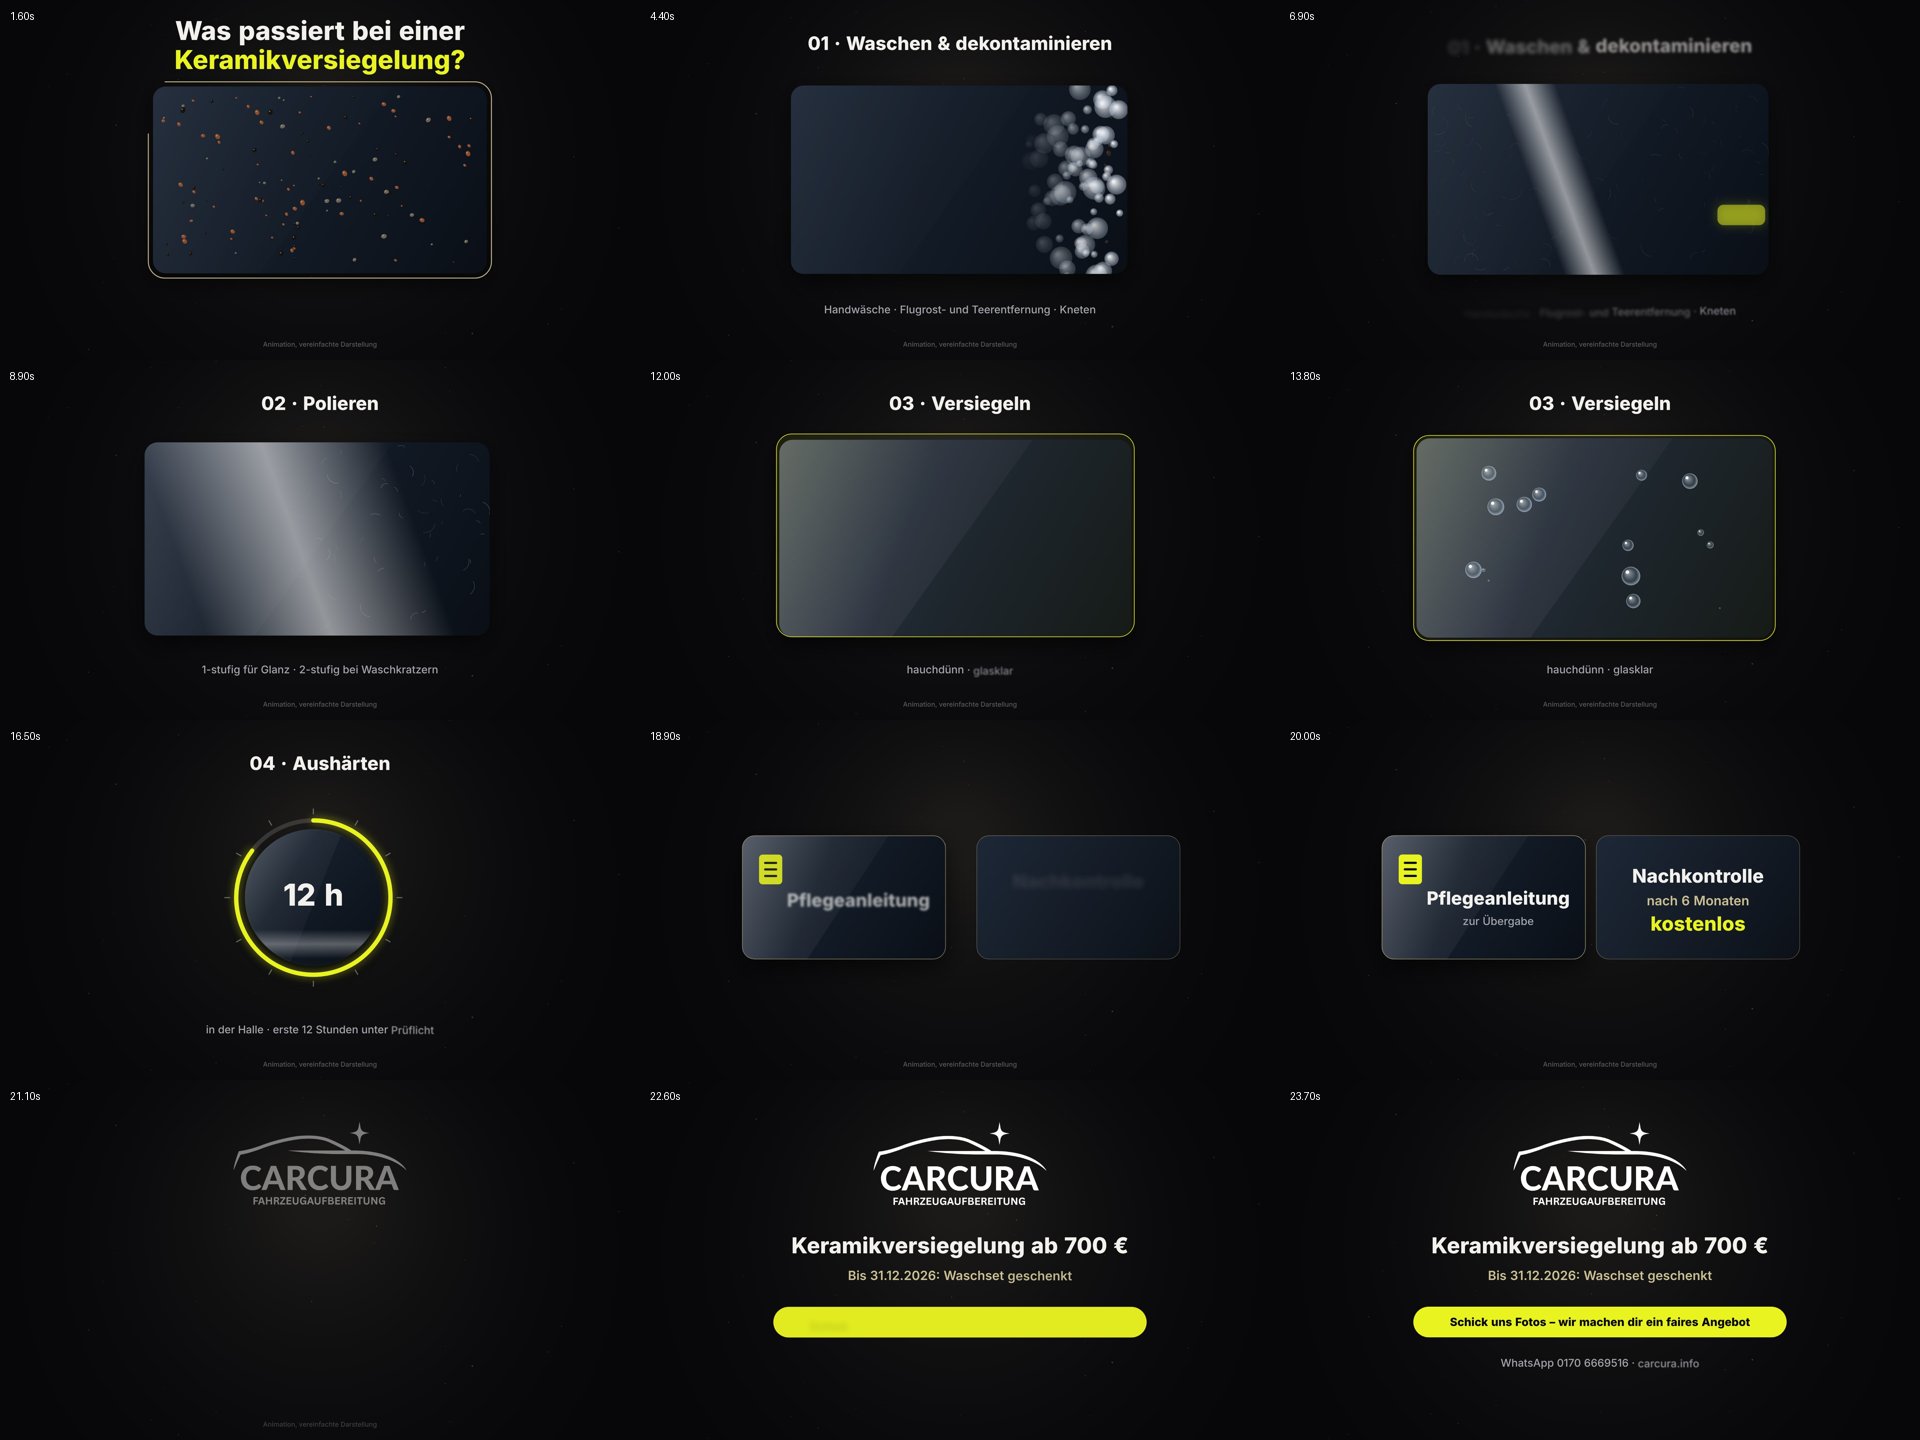 1.60s
Was passiert bei einer
Keramikversiegelung?
Animation, vereinfachte Darstellung
4.40s
01 · Waschen & dekontaminieren
Handwäsche · Flugrost- und Teerentfernung · Kneten
Animation, vereinfachte Darstellung
6.90s
01 · Waschen & dekontaminieren
Flugrost- und Teerentfernung · Kneten
Animation, vereinfachte Darstellung
8.90s
02 · Polieren
1-stufig für Glanz · 2-stufig bei Waschkratzern
Animation, vereinfachte Darstellung
12.00s
03 · Versiegeln
hauchdünn · glasklar
Animation, vereinfachte Darstellung
13.80s
03 · Versiegeln
hauchdünn · glasklar
Animation, vereinfachte Darstellung
16.50s
04 · Aushärten
12 h
in der Halle · erste 12 Stunden unter Prüflicht
Animation, vereinfachte Darstellung
18.90s
Pflegeanleitung
Nachkontrolle
Animation, vereinfachte Darstellung
20.00s
Pflegeanleitung
zur Übergabe
Nachkontrolle
nach 6 Monaten
kostenlos
Animation, vereinfachte Darstellung
21.10s
CARCURA
FAHRZEUGAUFBEREITUNG
Animation, vereinfachte Darstellung
22.60s
CARCURA
FAHRZEUGAUFBEREITUNG
Keramikversiegelung ab 700 €
Bis 31.12.2026: Waschset geschenkt
23.70s
CARCURA
FAHRZEUGAUFBEREITUNG
Keramikversiegelung ab 700 €
Bis 31.12.2026: Waschset geschenkt
Schick uns Fotos – wir machen dir ein faires Angebot
WhatsApp 0170 6669516 · carcura.info